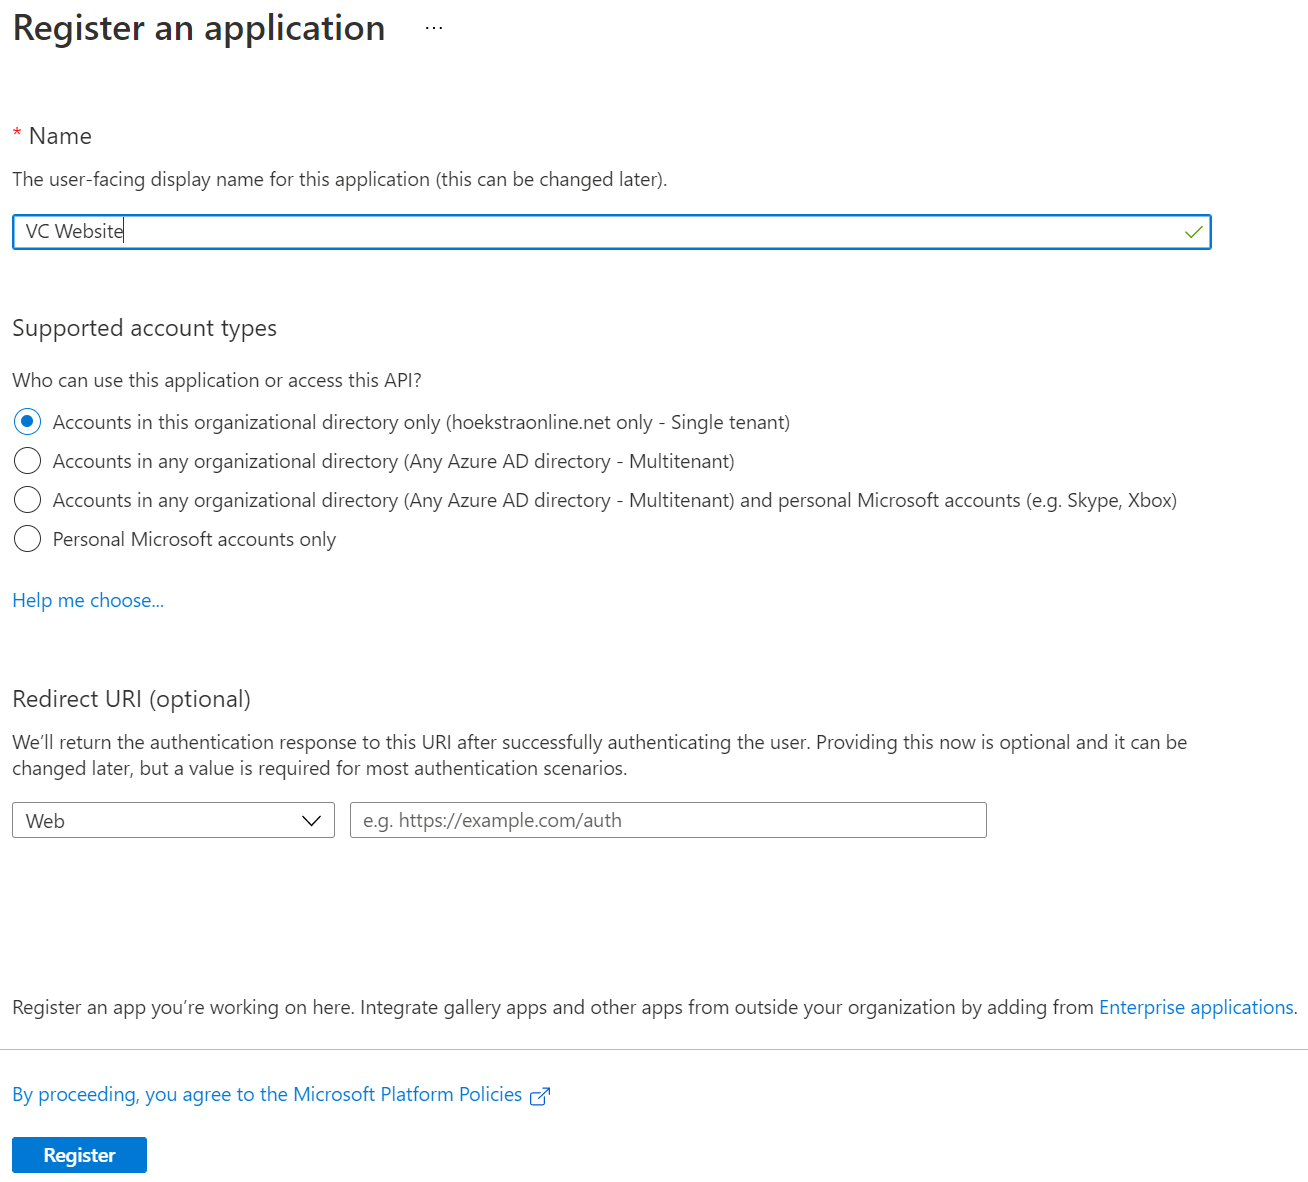 Register an application ...
* Name
The user-facing display name for this application (this can be changed later).
VC Website
Supported account types
Who can use this application or access this API?
Accounts in this organizational directory only (hoekstraonline.net only - Single tenant)
Accounts in any organizational directory (Any Azure AD directory - Multitenant)
Accounts in any organizational directory (Any Azure AD directory - Multitenant) and personal Microsoft accounts (e.g. Skype, Xbox)
Personal Microsoft accounts only
Help me choose...
Redirect URI (optional)
We’ll return the authentication response to this URI after successfully authenticating the user. Providing this now is optional and it can be
changed later, but a value is required for most authentication scenarios.
Web
e.g. https://example.com/auth
Register an app you’re working on here. Integrate gallery apps and other apps from outside your organization by adding from Enterprise applications.
By proceeding, you agree to the Microsoft Platform Policies
Register